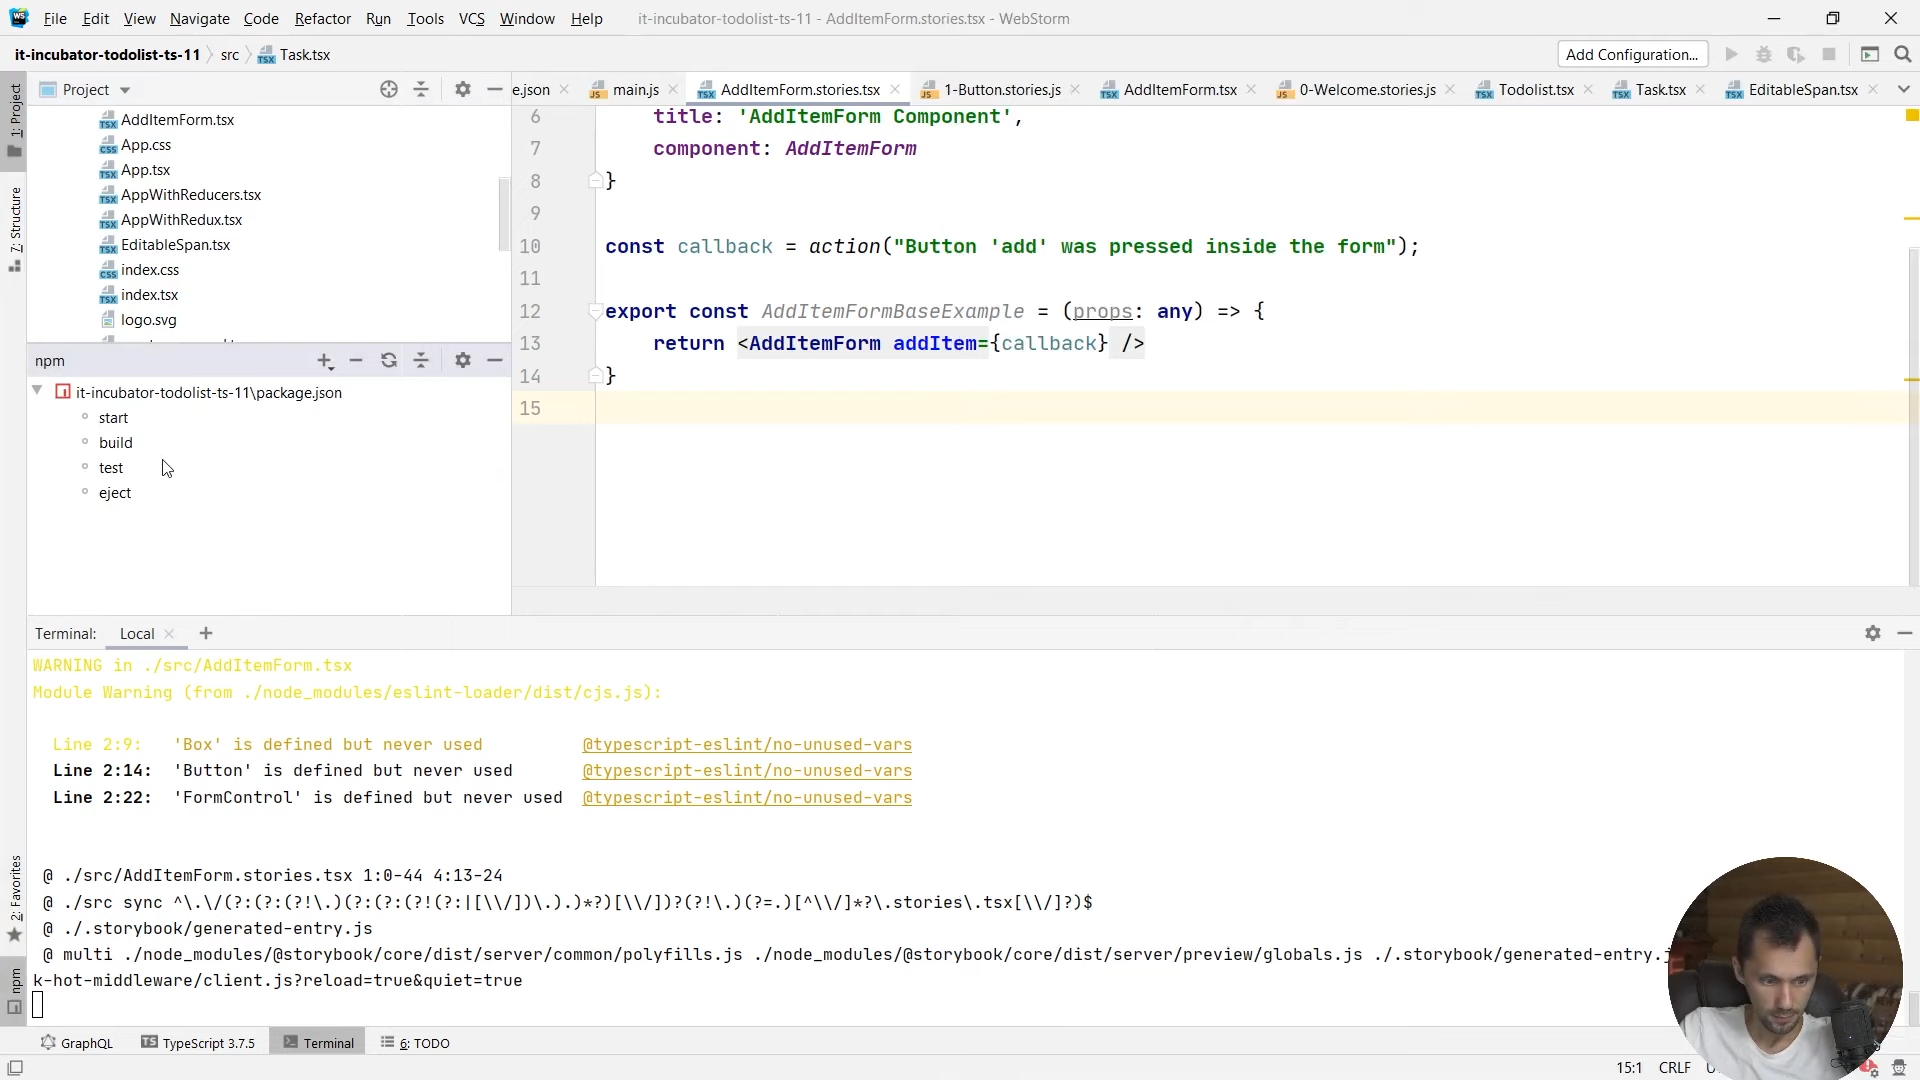 File Edit View Navigate Code Refactor Run Tools VCS Window Help it-incubator-todolist-ts-11 - AddItemForm.stories.tsx - WebStorm
it-incubator-todolist-ts-11 src Task.tsx Add Configuration...
1: Project
7: Structure
2: Favorites
npm
Project
AddItemForm.tsx
App.css
App.tsx
AppWithReducers.tsx
AppWithRedux.tsx
EditableSpan.tsx
index.css
index.tsx
logo.svg
npm
it-incubator-todolist-ts-11\package.json
start
build
test
eject
e.json main.js AddItemForm.stories.tsx 1-Button.stories.js AddItemForm.tsx 0-Welcome.stories.js Todolist.tsx Task.tsx EditableSpan.tsx
6 title: 'AddItemForm Component',
7 component: AddItemForm
8 }
9
10 const callback = action("Button 'add' was pressed inside the form");
11
12 export const AddItemFormBaseExample = (props: any) => {
13 return <AddItemForm addItem={callback} />
14 }
15
Terminal: Local
WARNING in ./src/AddItemForm.tsx
Module Warning (from ./node_modules/eslint-loader/dist/cjs.js):
Line 2:9: 'Box' is defined but never used @typescript-eslint/no-unused-vars
Line 2:14: 'Button' is defined but never used @typescript-eslint/no-unused-vars
Line 2:22: 'FormControl' is defined but never used @typescript-eslint/no-unused-vars
@ ./src/AddItemForm.stories.tsx 1:0-44 4:13-24
@ ./src sync ^\.\/(?:(?:(?!\.)(?:(?:(?!(?:|[\\/])\.).)*?)[\\/])?(?!\.)(?=.)[^\\/]*?\.stories\.tsx[\\/]?)$
@ ./.storybook/generated-entry.js
@ multi ./node_modules/@storybook/core/dist/server/common/polyfills.js ./node_modules/@storybook/core/dist/server/preview/globals.js ./.storybook/generated-entry.j
k-hot-middleware/client.js?reload=true&quiet=true
GraphQL TypeScript 3.7.5 Terminal 6: TODO
15:1 CRLF